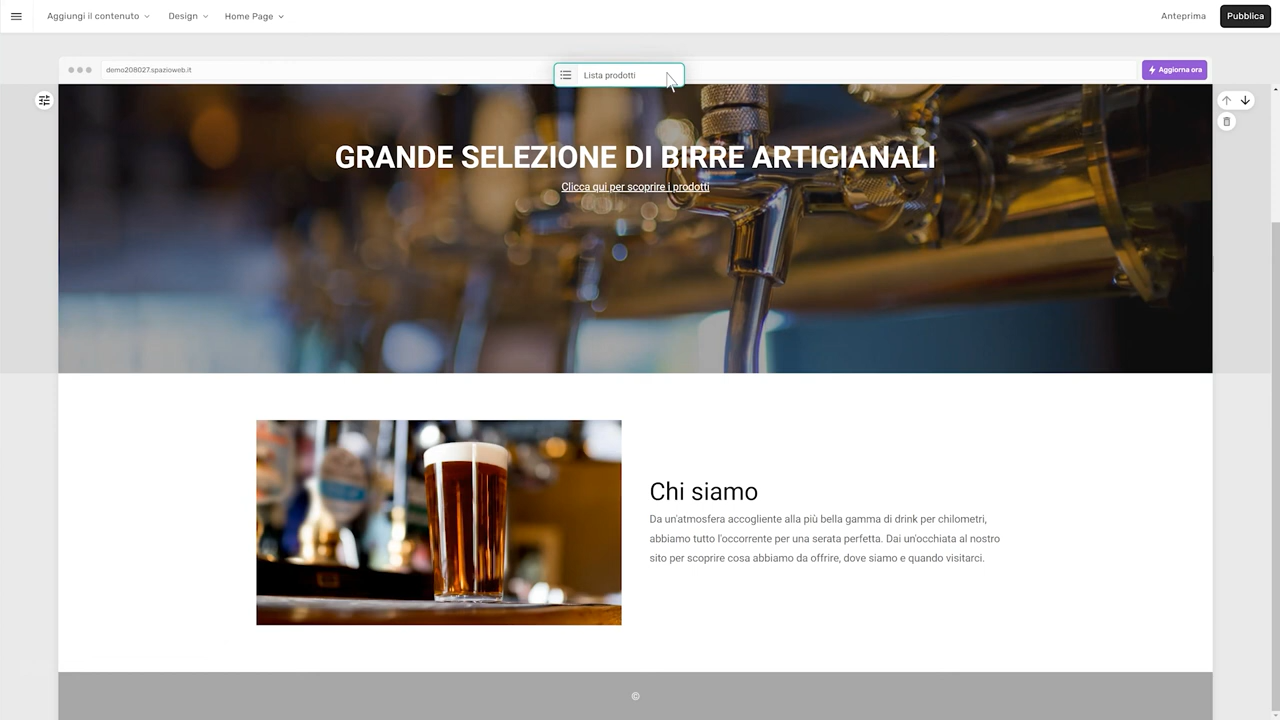 Aggiungi il contenuto
Design
Home Page
Anteprima
Pubblica
demo208027.spazioweb.it
Lista prodotti
Aggiorna ora
GRANDE SELEZIONE DI BIRRE ARTIGIANALI
Clicca qui per scoprire i prodotti
Chi siamo
Da un'atmosfera accogliente alla più bella gamma di drink per chilometri,
abbiamo tutto l'occorrente per una serata perfetta. Dai un'occhiata al nostro
sito per scoprire cosa abbiamo da offrire, dove siamo e quando visitarci.
©